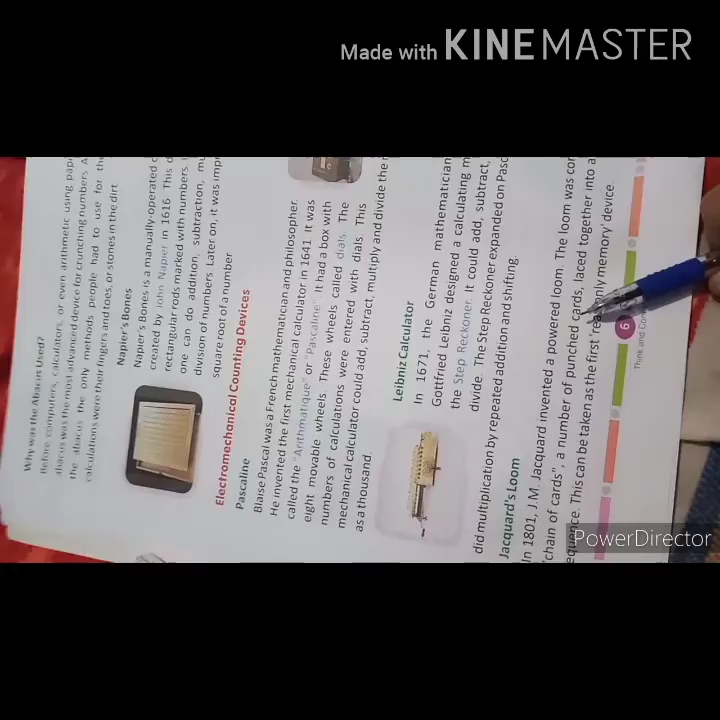 Made with KINEMASTER
Why was the Abacus Used?
Before computers, calculators, or even arithmetic using
abacus was the most advanced device for crunching numbers.
the abacus the only methods people had to use for
calculations were their fingers and toes, or stones in the dirt.
Napier's Bones
Napier's Bones is a manually-operated
created by John Napier in 1616 This
rectangular rods marked with numbers.
one can do addition, subtraction,
division of numbers. Later on, it was
square root of a number
Electromechanical Counting Devices
Pascaline
Blaise Pascal was a French mathematician and philosopher.
He invented the first mechanical calculator in 1641. It was
called the "Arithmatique" or "Pascaline". It had a box with
eight movable wheels. These wheels called dials. The
numbers of calculations were entered with dials. This
mechanical calculator could add, subtract, multiply and divide the
as a thousand.
Leibniz Calculator
In 1671, the German mathematician
Gottfried Leibniz designed a calculating
the Step Reckoner. It could add, subtract,
divide. The Step Reckoner expanded on
did multiplication by repeated addition and shifting
Jacquard's Loom
In 1801, J.M. Jacquard invented a powered loom. The loom was
'chain of cards", a number of punched cards, laced together into a
equence. This can be taken as the first only memory' device.
6
Think and
PowerDirector